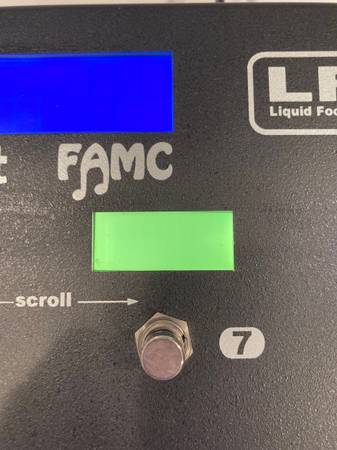 LF
Liquid Foo
t FAMC
scroll
7